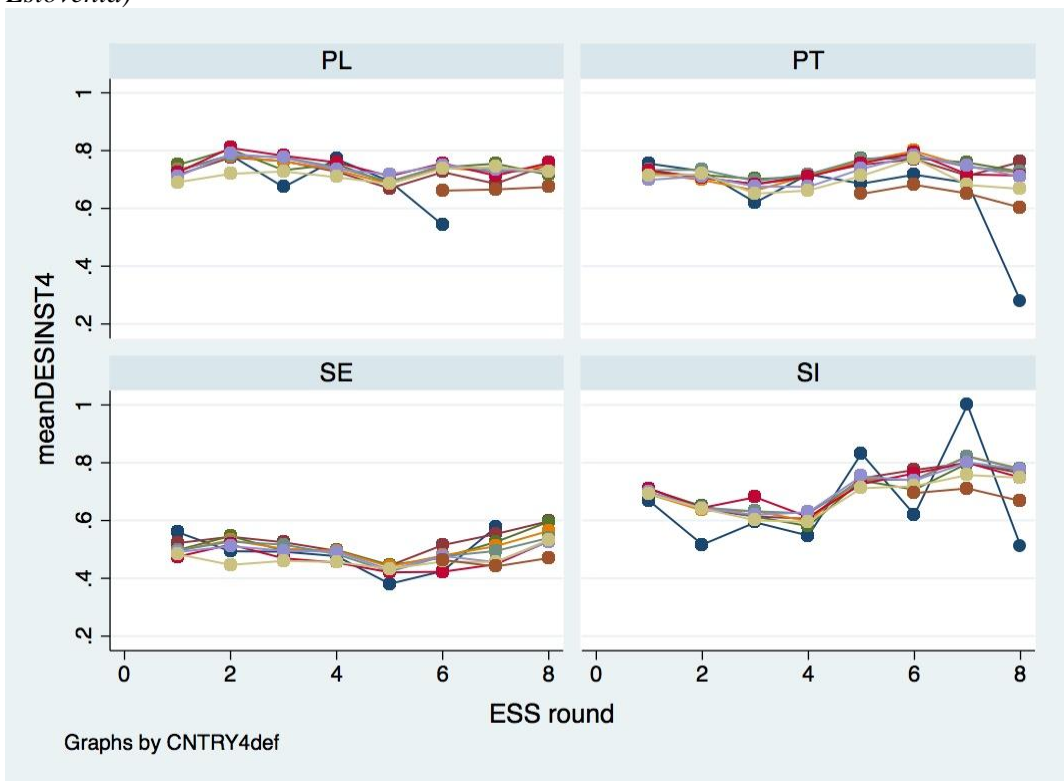 Eslovenia)
PL
PT
1
.8
.6
.4
.2
meanDESINST4
SE
SI
1
.8
.6
.4
.2
0 2 4 6 8 0 2 4 6 8
ESS round
Graphs by CNTRY4def